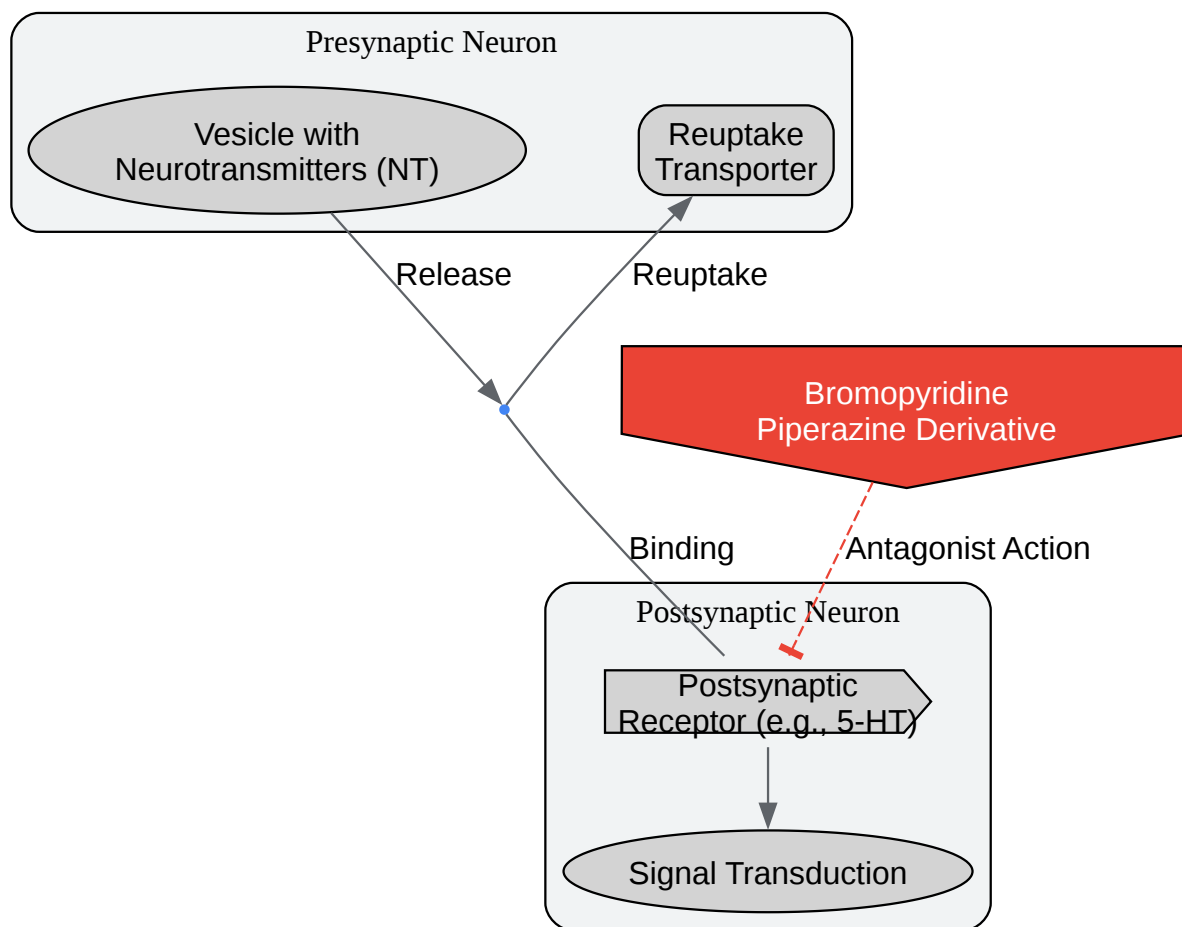 Presynaptic Neuron
Vesicle with
Neurotransmitters (NT)
Reuptake
Transporter
Release
Reuptake
Bromopyridine
Piperazine Derivative
Binding
Antagonist Action
Postsynaptic Neuron
Postsynaptic
Receptor (e.g., 5-HT)
Signal Transduction